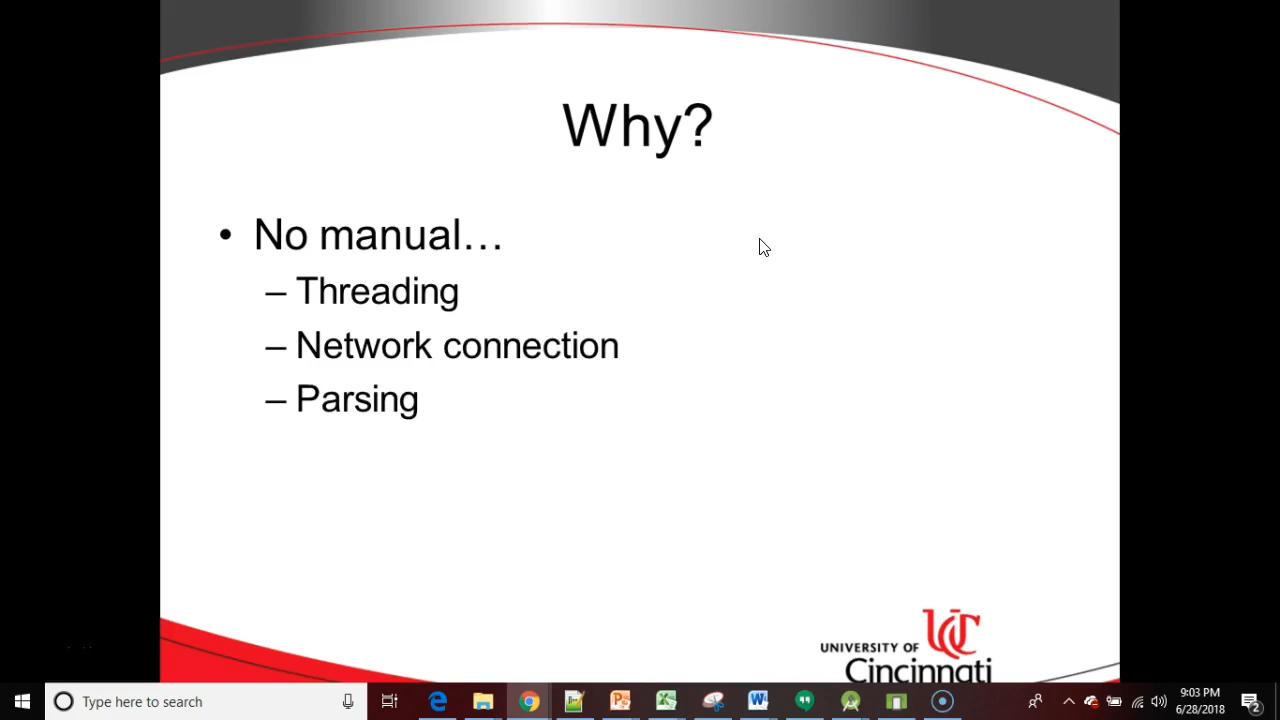 Why?
• No manual…
– Threading
– Network connection
– Parsing
UNIVERSITY OF
Cincinnati
Type here to search
9:03 PM
6/28/2018
2